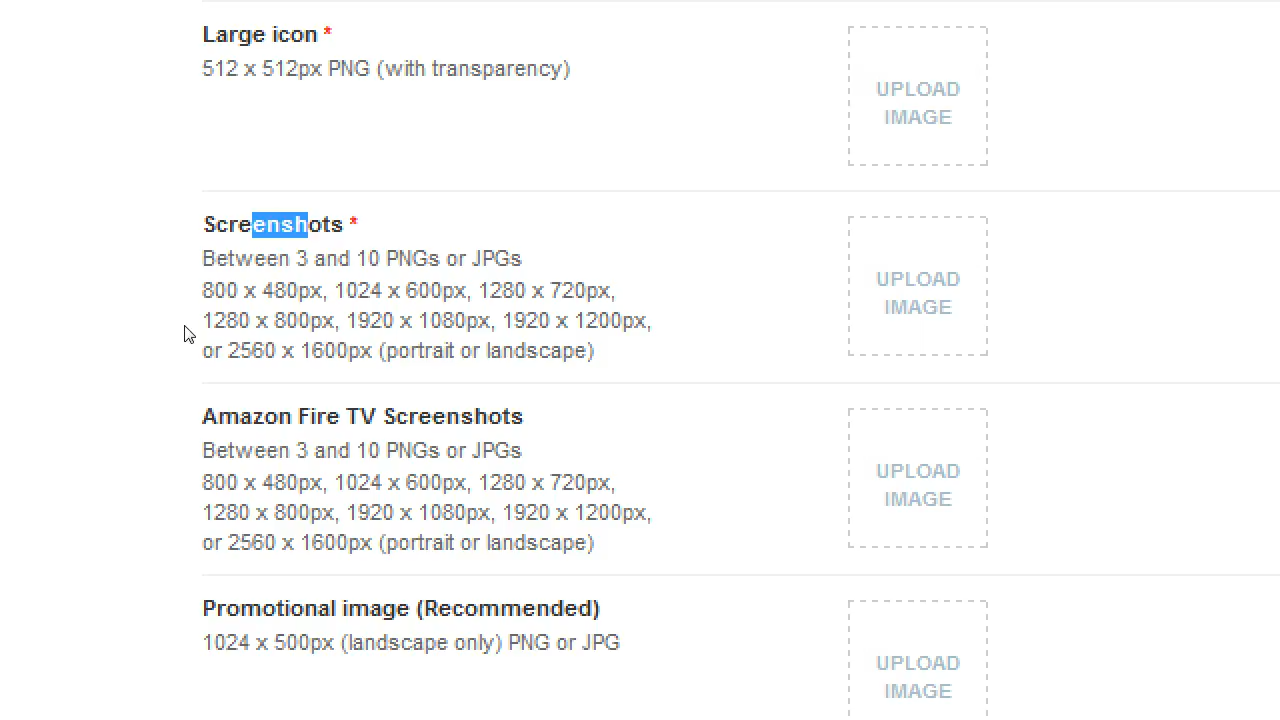 Large icon *
512 x 512px PNG (with transparency)
UPLOAD
IMAGE
Screenshots *
Between 3 and 10 PNGs or JPGs
800 x 480px, 1024 x 600px, 1280 x 720px,
1280 x 800px, 1920 x 1080px, 1920 x 1200px,
or 2560 x 1600px (portrait or landscape)
UPLOAD
IMAGE
Amazon Fire TV Screenshots
Between 3 and 10 PNGs or JPGs
800 x 480px, 1024 x 600px, 1280 x 720px,
1280 x 800px, 1920 x 1080px, 1920 x 1200px,
or 2560 x 1600px (portrait or landscape)
UPLOAD
IMAGE
Promotional image (Recommended)
1024 x 500px (landscape only) PNG or JPG
UPLOAD
IMAGE